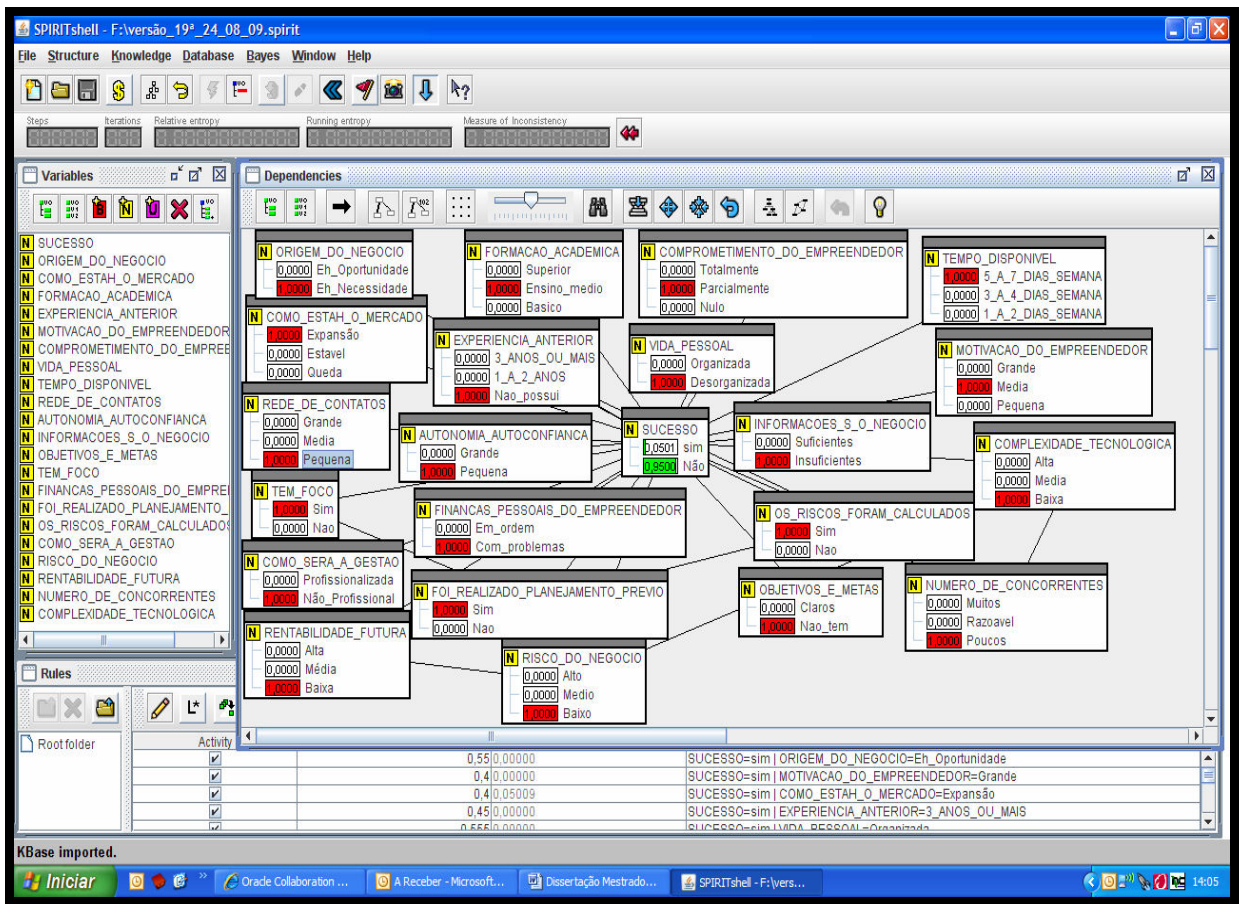 SPIRITshell - F:\versão_19ª_24_08_09.spirit
File Structure Knowledge Database Bayes Window Help
Steps Iterations Relative entropy Running entropy Measure of Inconsistency
Variables
SUCESSO
ORIGEM_DO_NEGOCIO
COMO_ESTAH_O_MERCADO
FORMACAO_ACADEMICA
EXPERIENCIA_ANTERIOR
MOTIVACAO_DO_EMPREENDEDOR
COMPROMETIMENTO_DO_EMPREE
VIDA_PESSOAL
TEMPO_DISPONIVEL
REDE_DE_CONTATOS
AUTONOMIA_AUTOCONFIANCA
INFORMACOES_S_O_NEGOCIO
OBJETIVOS_E_METAS
TEM_FOCO
FINANCAS_PESSOAIS_DO_EMPREI
FOI_REALIZADO_PLANEJAMENTO_
OS_RISCOS_FORAM_CALCULADOS
COMO_SERA_A_GESTAO
RISCO_DO_NEGOCIO
RENTABILIDADE_FUTURA
NUMERO_DE_CONCORRENTES
COMPLEXIDADE_TECNOLOGICA
Dependencies
N ORIGEM_DO_NEGOCIO
0,0000 Eh_Oportunidade
1,0000 Eh_Necessidade
N FORMACAO_ACADEMICA
0,0000 Superior
1,0000 Ensino_medio
0,0000 Basico
N COMPROMETIMENTO_DO_EMPREENDEDOR
0,0000 Totalmente
1,0000 Parcialmente
0,0000 Nulo
N TEMPO_DISPONIVEL
1,0000 5_A_7_DIAS_SEMANA
0,0000 3_A_4_DIAS_SEMANA
0,0000 1_A_2_DIAS_SEMANA
N COMO_ESTAH_O_MERCADO
1,0000 Expansão
0,0000 Estavel
0,0000 Queda
N EXPERIENCIA_ANTERIOR
0,0000 3_ANOS_OU_MAIS
0,0000 1_A_2_ANOS
1,0000 Nao_possui
N VIDA_PESSOAL
0,0000 Organizada
1,0000 Desorganizada
N MOTIVACAO_DO_EMPREENDEDOR
0,0000 Grande
1,0000 Media
0,0000 Pequena
N REDE_DE_CONTATOS
0,0000 Grande
0,0000 Media
1,0000 Pequena
N AUTONOMIA_AUTOCONFIANCA
0,0000 Grande
1,0000 Pequena
N SUCESSO
0,0501 sim
0,9500 Não
N INFORMACOES_S_O_NEGOCIO
0,0000 Suficientes
1,0000 Insuficientes
N COMPLEXIDADE_TECNOLOGICA
0,0000 Alta
0,0000 Media
1,0000 Baixa
N TEM_FOCO
1,0000 Sim
0,0000 Nao
N FINANCAS_PESSOAIS_DO_EMPREENDEDOR
0,0000 Em_ordem
1,0000 Com_problemas
N OS_RISCOS_FORAM_CALCULADOS
1,0000 Sim
0,0000 Nao
N COMO_SERA_A_GESTAO
0,0000 Profissionalizada
1,0000 Não_Profissional
N FOI_REALIZADO_PLANEJAMENTO_PREVIO
1,0000 Sim
0,0000 Nao
N OBJETIVOS_E_METAS
0,0000 Claros
1,0000 Nao_tem
N NUMERO_DE_CONCORRENTES
0,0000 Muitos
0,0000 Razoavel
1,0000 Poucos
N RENTABILIDADE_FUTURA
0,0000 Alta
0,0000 Média
1,0000 Baixa
N RISCO_DO_NEGOCIO
0,0000 Alto
0,0000 Medio
1,0000 Baixo
Rules
Root folder
Activity
0,55 0,00000 SUCESSO=sim | ORIGEM_DO_NEGOCIO=Eh_Oportunidade
0,4 0,00000 SUCESSO=sim | MOTIVACAO_DO_EMPREENDEDOR=Grande
0,4 0,05009 SUCESSO=sim | COMO_ESTAH_O_MERCADO=Expansão
0,45 0,00000 SUCESSO=sim | EXPERIENCIA_ANTERIOR=3_ANOS_OU_MAIS
0,555 0,00000 SUCESSO=sim | VIDA_PESSOAL=Organizada
KBase imported.
Iniciar Oracle Collaboration ... A Receber - Microsoft... Dissertação Mestrado... SPIRITshell - F:\vers... 14:05